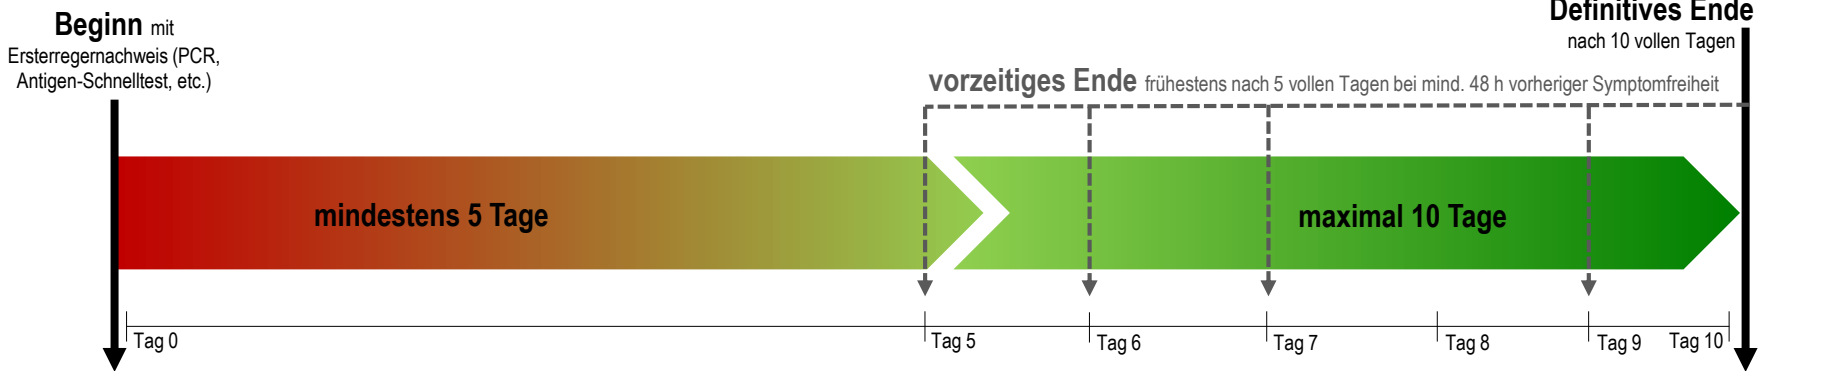 Beginn mit
Ersterregernachweis (PCR,
Antigen-Schnelltest, etc.)
Definitives Ende
nach 10 vollen Tagen
vorzeitiges Ende frühestens nach 5 vollen Tagen bei mind. 48 h vorheriger Symptomfreiheit
mindestens 5 Tage
maximal 10 Tage
Tag 0
Tag 5
Tag 6
Tag 7
Tag 8
Tag 9
Tag 10